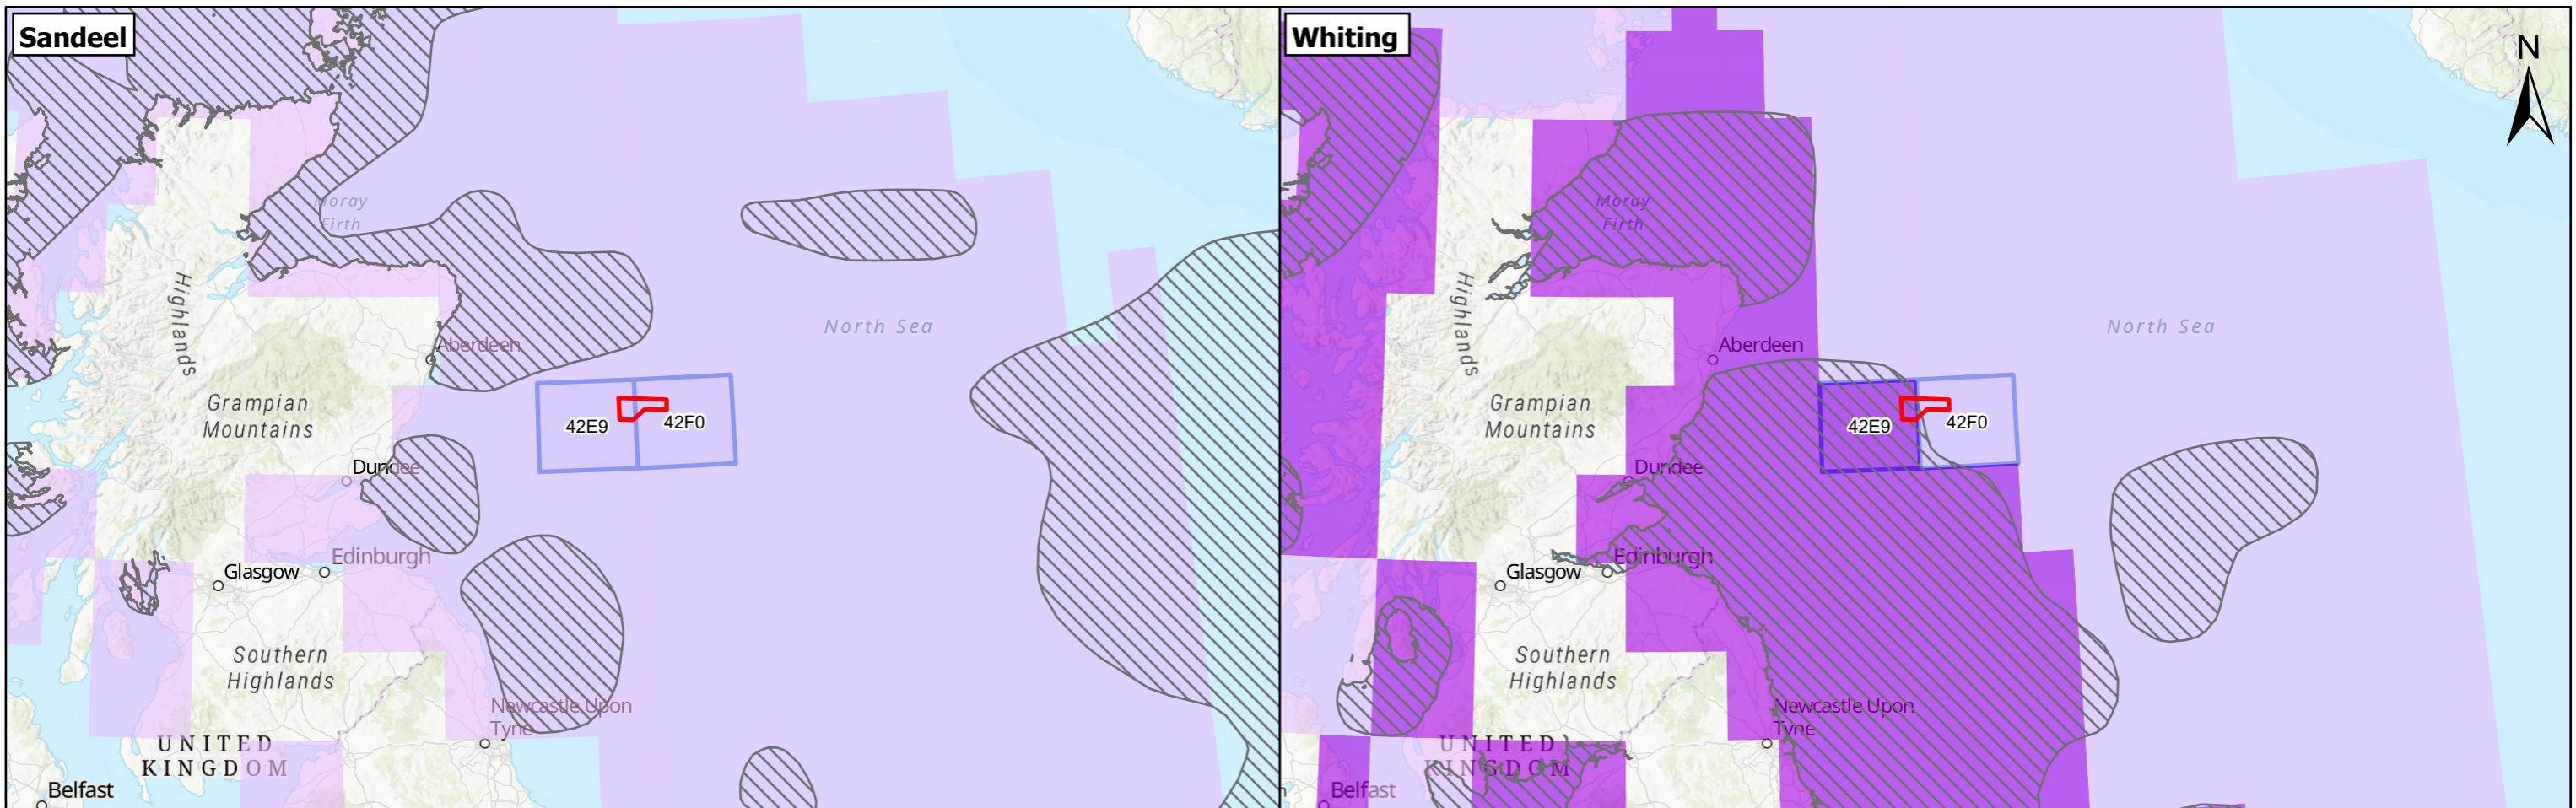 Sandeel
Moray
Firth
Highlands
North Sea
Aberdeen
Grampian
Mountains
42E9
42F0
Dundee
Edinburgh
Glasgow
Southern
Highlands
Newcastle Upon
Tyne
UNITED
KINGDOM
Belfast
Whiting
N
Moray
Firth
Highlands
North Sea
Aberdeen
Grampian
Mountains
42E9
42F0
Dundee
Edinburgh
Glasgow
Southern
Highlands
Newcastle Upon
Tyne
UNITED
KINGDOM
Belfast